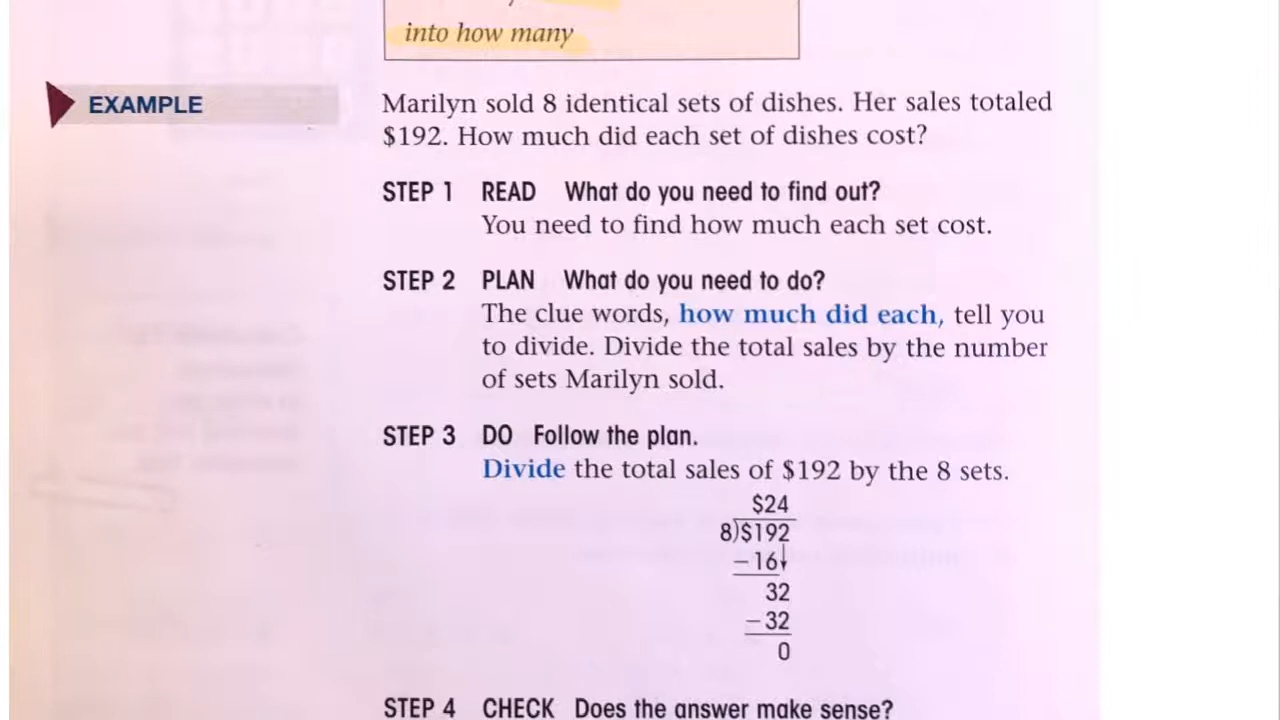 into how many
EXAMPLE
Marilyn sold 8 identical sets of dishes. Her sales totaled
$192. How much did each set of dishes cost?
STEP 1 READ What do you need to find out?
You need to find how much each set cost.
STEP 2 PLAN What do you need to do?
The clue words, how much did each, tell you
to divide. Divide the total sales by the number
of sets Marilyn sold.
STEP 3 DO Follow the plan.
Divide the total sales of $192 by the 8 sets.
$24
8)$192
−16↓
32
−32
0
STEP 4 CHECK Does the answer make sense?